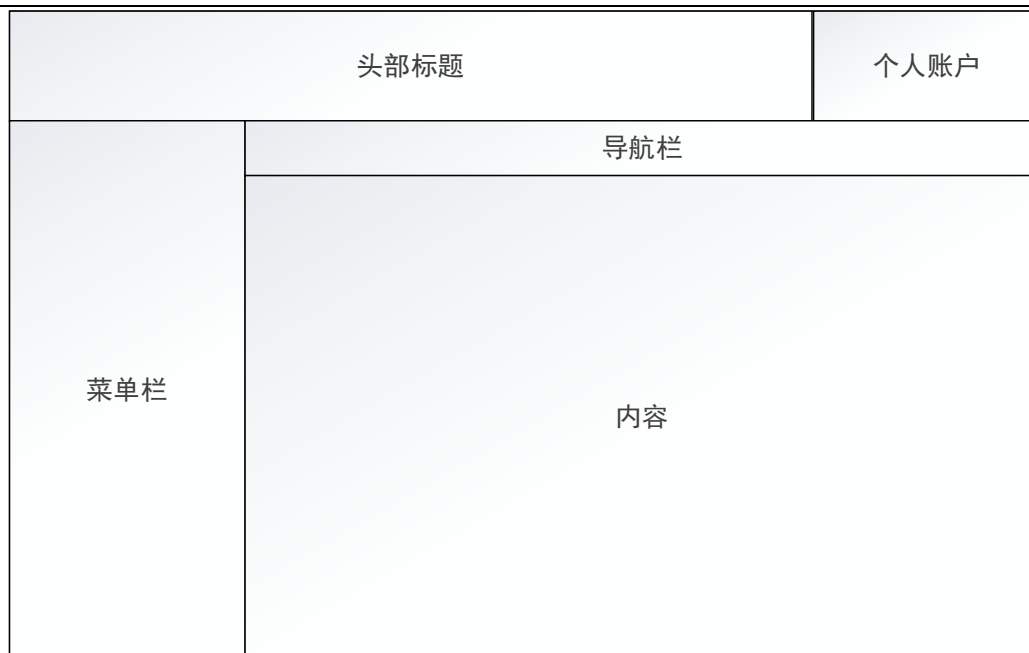 头部标题
个人账户
导航栏
菜单栏
内容